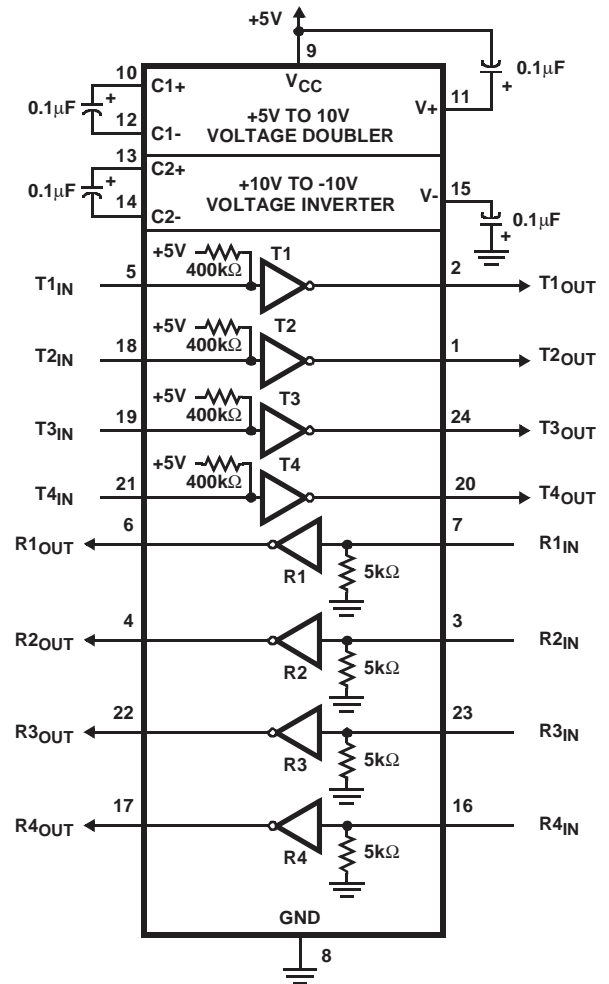 +5V
9
VCC
10
C1+
0.1μF
+
12
C1-
+5V TO 10V
VOLTAGE DOUBLER
V+
11
0.1μF
+
13
C2+
0.1μF
+
14
C2-
+10V TO -10V
VOLTAGE INVERTER
V-
15
0.1μF
+
T1IN
5
+5V
400kΩ
T1
2
T1OUT
T2IN
18
+5V
400kΩ
T2
1
T2OUT
T3IN
19
+5V
400kΩ
T3
24
T3OUT
T4IN
21
+5V
400kΩ
T4
20
T4OUT
R1OUT
6
R1
5kΩ
7
R1IN
R2OUT
4
R2
5kΩ
3
R2IN
R3OUT
22
R3
5kΩ
23
R3IN
R4OUT
17
R4
5kΩ
16
R4IN
GND
8